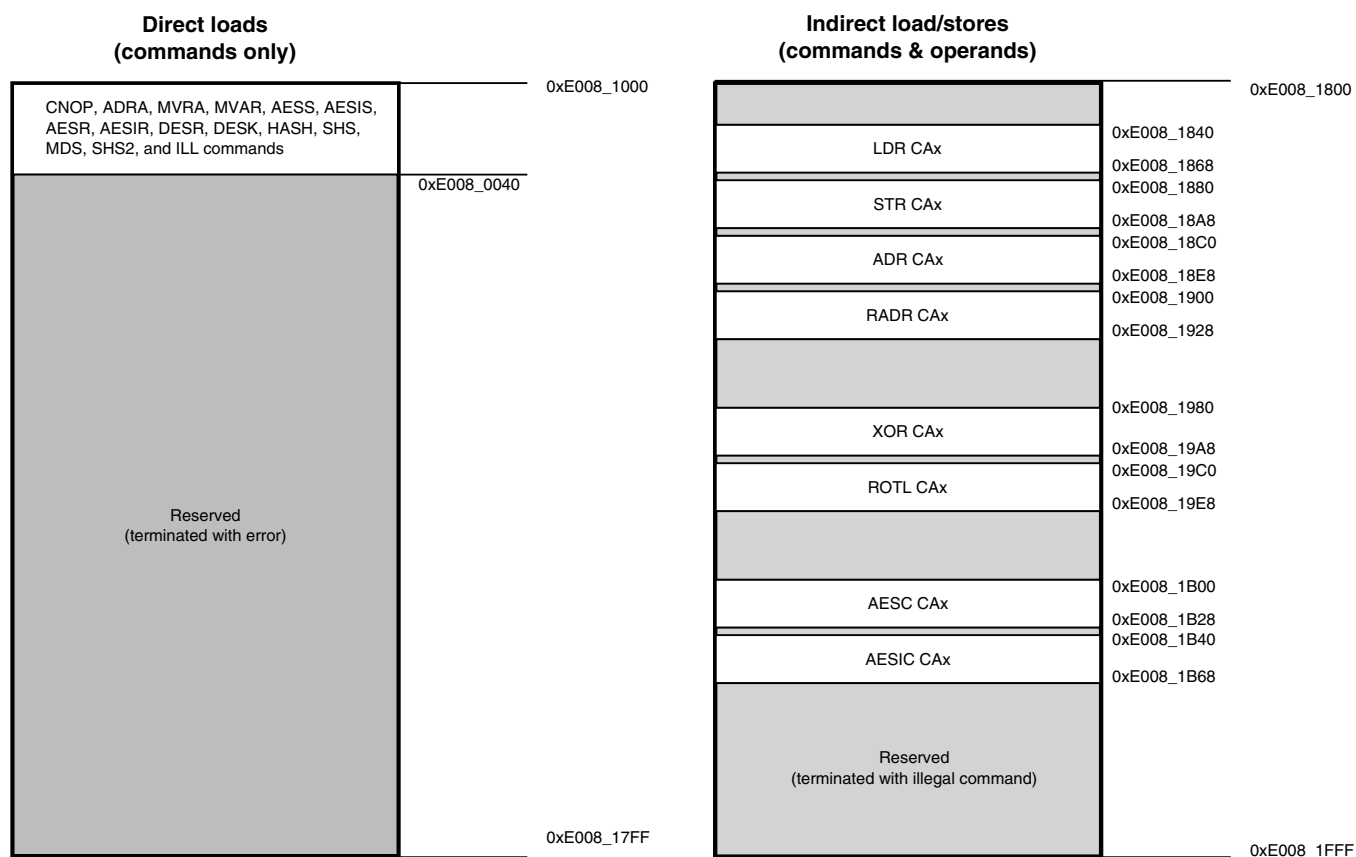 Direct loads
(commands only)
0xE008_1000
CNOP, ADRA, MVRA, MVAR, AESS, AESIS,
AESR, AESIR, DESR, DESK, HASH, SHS,
MDS, SHS2, and ILL commands
0xE008_0040
Reserved
(terminated with error)
0xE008_17FF
Indirect load/stores
(commands & operands)
0xE008_1800
0xE008_1840
LDR CAx
0xE008_1868
0xE008_1880
STR CAx
0xE008_18A8
0xE008_18C0
ADR CAx
0xE008_18E8
0xE008_1900
RADR CAx
0xE008_1928
0xE008_1980
XOR CAx
0xE008_19A8
0xE008_19C0
ROTL CAx
0xE008_19E8
0xE008_1B00
AESC CAx
0xE008_1B28
0xE008_1B40
AESIC CAx
0xE008_1B68
Reserved
(terminated with illegal command)
0xE008_1FFF